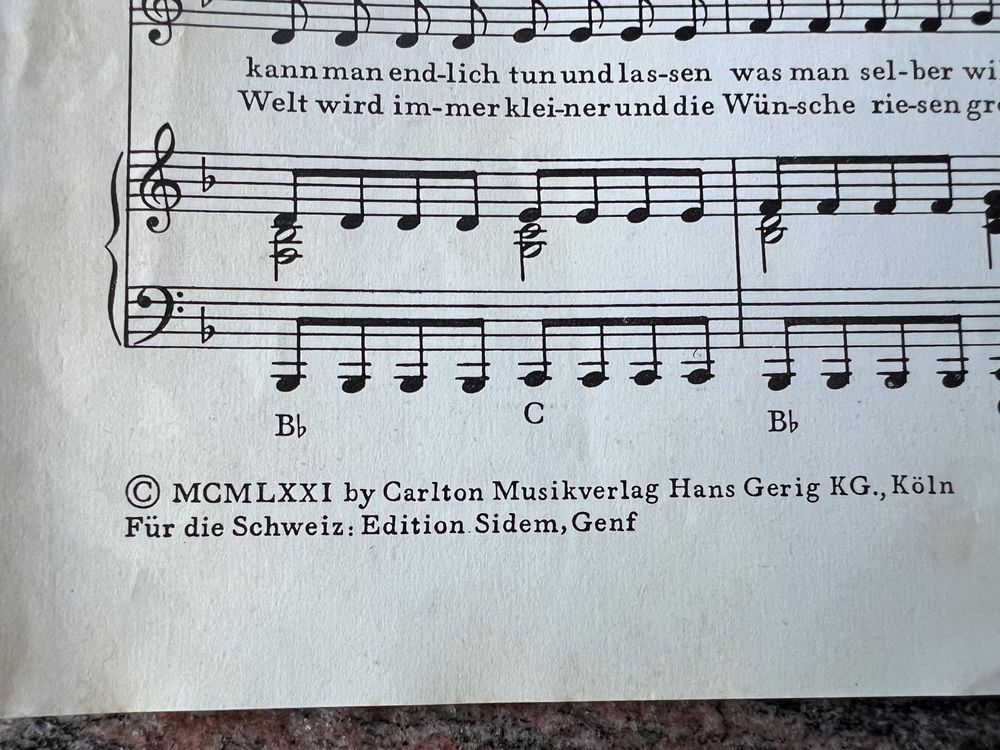 kann man end-lich tun und las-sen was man sel-ber
Welt wird im-mer klei-ner und die Wün-sche rie-sen
B♭ C B♭
© MCMLXXI by Carlton Musikverlag Hans Gerig KG., Köln
Für die Schweiz: Edition Sidem, Genf